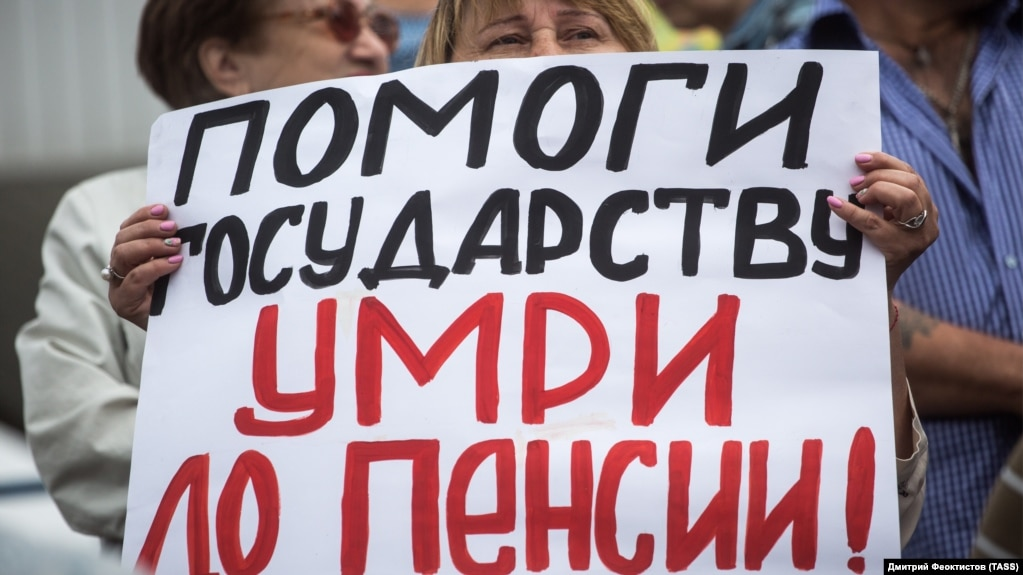 ПОМОГИ
ГОСУДАРСТВУ
УМРИ
ДО ПЕНСИИ!
Дмитрий Феоктистов (TASS)